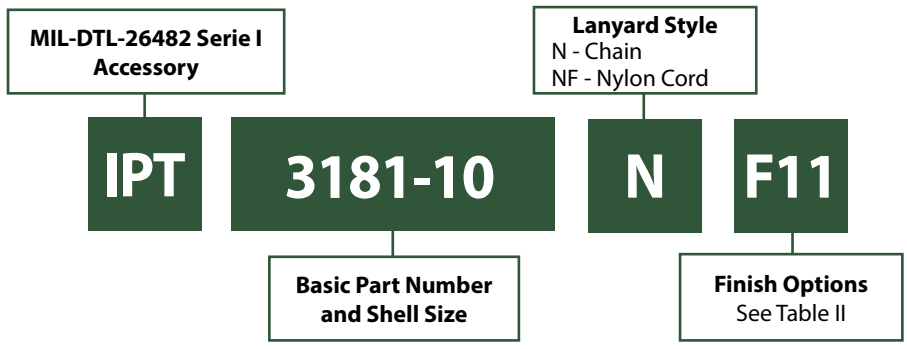 MIL-DTL-26482 Serie I
Accessory
Lanyard Style
N - Chain
NF - Nylon Cord
IPT 3181-10 N F11
Basic Part Number
and Shell Size
Finish Options
See Table II